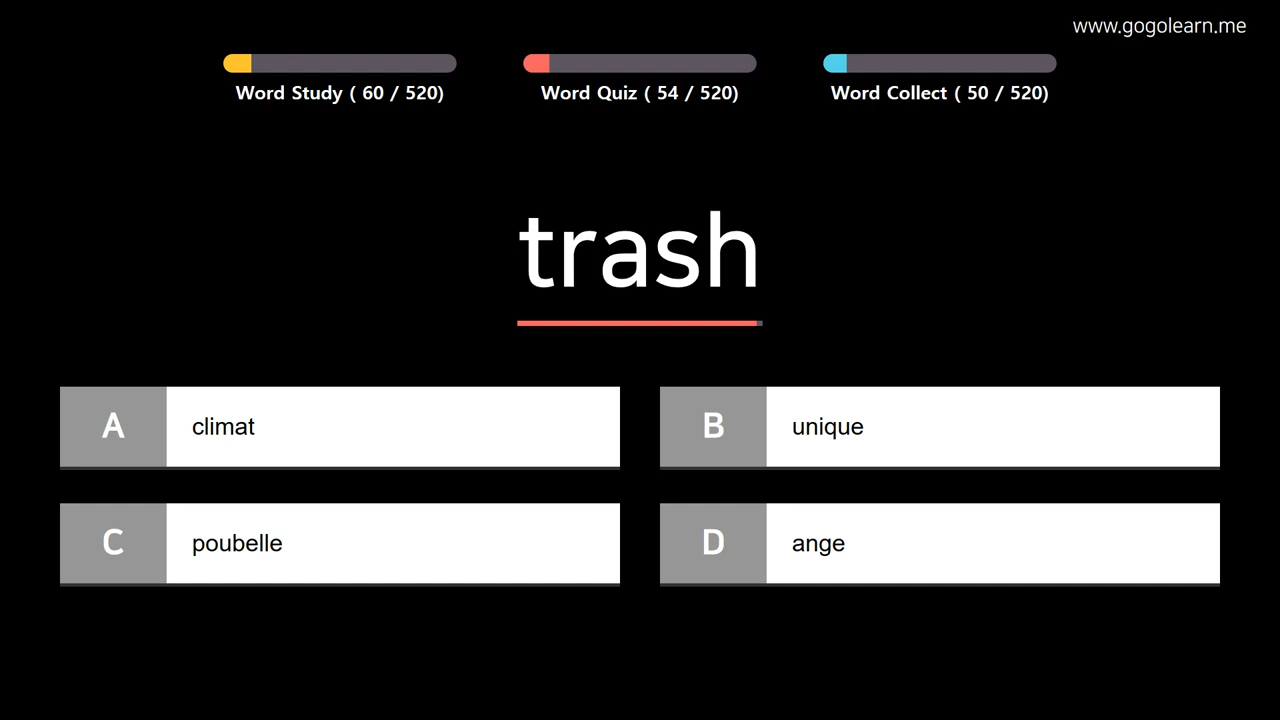 www.gogolearn.me
Word Study ( 60 / 520)
Word Quiz ( 54 / 520)
Word Collect ( 50 / 520)
trash
A climat
B unique
C poubelle
D ange